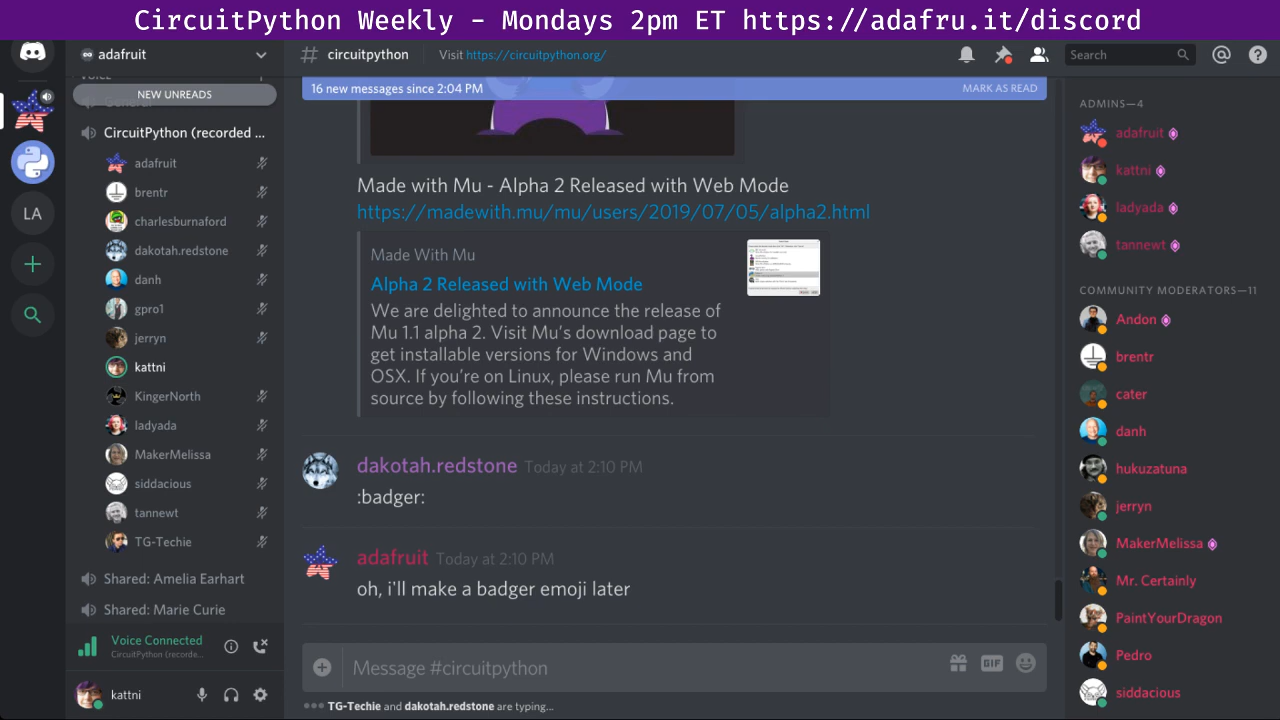 CircuitPython Weekly - Mondays 2pm ET https://adafru.it/discord
adafruit
# circuitpython
Visit https://circuitpython.org/
Search
NEW UNREADS
CircuitPython (recorded ...
adafruit
brentr
charlesburnaford
dakotah.redstone
danh
gpro1
jerryn
kattni
KingerNorth
ladyada
MakerMelissa
siddacious
tannewt
TG-Techie
Shared: Amelia Earhart
Shared: Marie Curie
Voice Connected
CircuitPython (recorde...
kattni
LA
16 new messages since 2:04 PM
MARK AS READ
Made with Mu - Alpha 2 Released with Web Mode
https://madewith.mu/mu/users/2019/07/05/alpha2.html
Made With Mu
Alpha 2 Released with Web Mode
We are delighted to announce the release of
Mu 1.1 alpha 2. Visit Mu's download page to
get installable versions for Windows and
OSX. If you're on Linux, please run Mu from
source by following these instructions.
dakotah.redstone Today at 2:10 PM
:badger:
adafruit Today at 2:10 PM
oh, i'll make a badger emoji later
Message #circuitpython
GIF
TG-Techie and dakotah.redstone are typing...
ADMINS—4
adafruit
kattni
ladyada
tannewt
COMMUNITY MODERATORS—11
Andon
brentr
cater
danh
hukuzatuna
jerryn
MakerMelissa
Mr. Certainly
PaintYourDragon
Pedro
siddacious